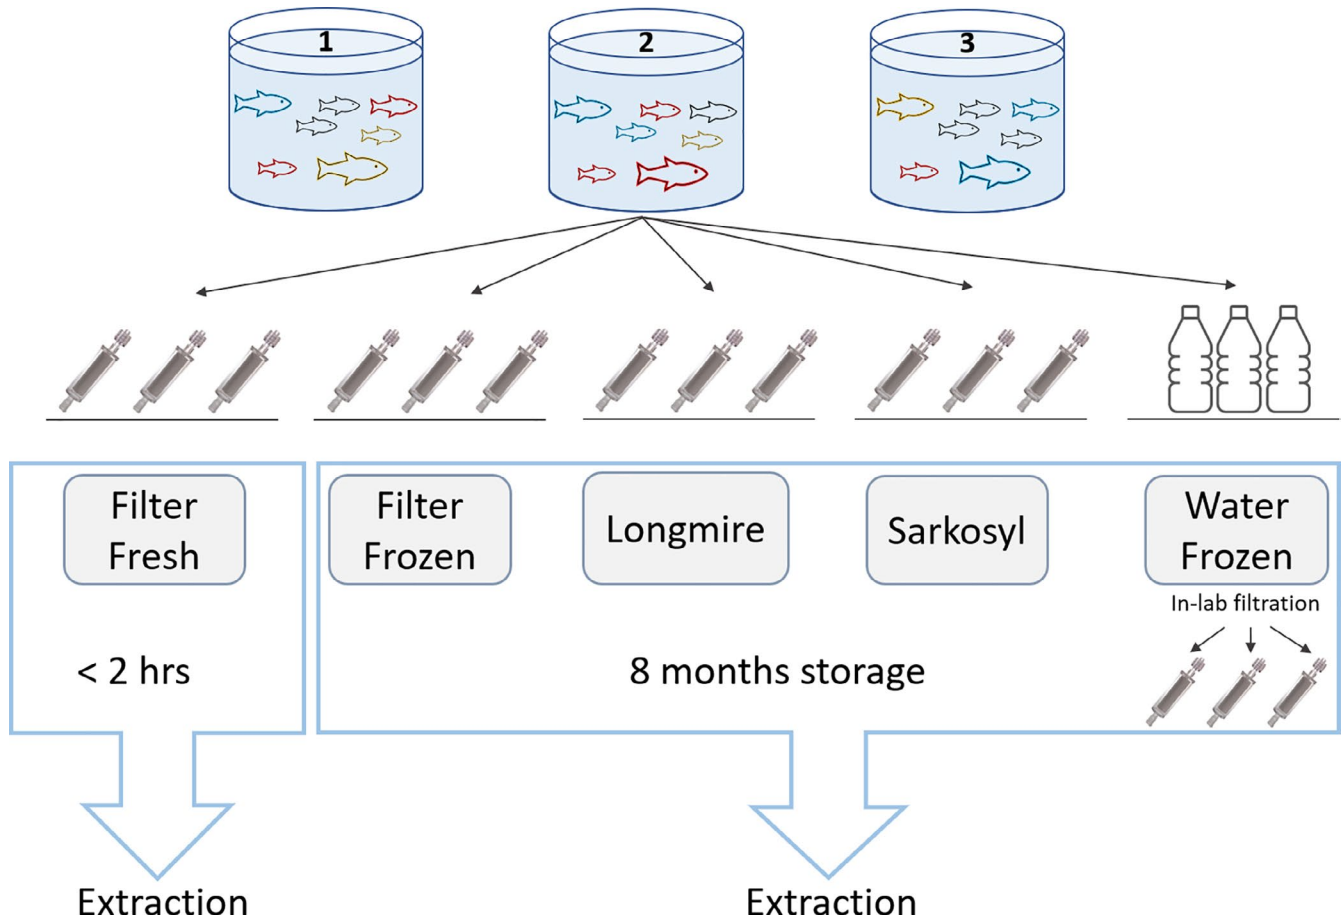 1
2
3
Filter
Fresh
Filter
Frozen
Longmire
Sarkosyl
Water
Frozen
In-lab filtration
< 2 hrs
8 months storage
Extraction
Extraction